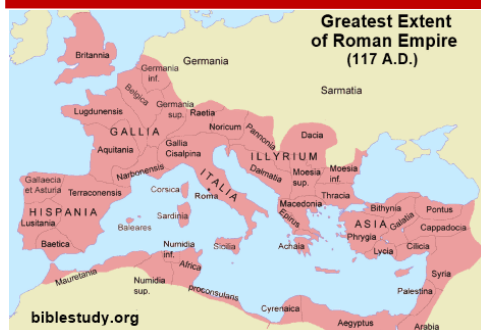 Greatest Extent
of Roman Empire
(117 A.D.)
Britannia
Germania
Germania
inf.
Belgica
Sarmatia
Lugdunensis
Germania
sup.
Raetia
Noricum
Pannonia
Dacia
GALLIA
Aquitania
Gallia
Cisalpina
ILLYRIUM
Dalmatia
Moesia
sup.
Moesia
inf.
Narbonensis
ITALIA
Gallaecia
et Asturia
Terraconensis
Corsica
Roma
Macedonia
Thracia
Epirus
HISPANIA
Lusitania
Baetica
Baleares
Sardinia
Sicilia
Achaia
Bithynia
Pontus
ASIA
Galatia
Cappadocia
Phrygia
Lycia
Cilicia
Numidia
inf.
Africa
proconsularis
Mauretania
Numidia
sup.
Syria
Palestina
Cyrenaica
Aegyptus
Arabia
biblestudy.org